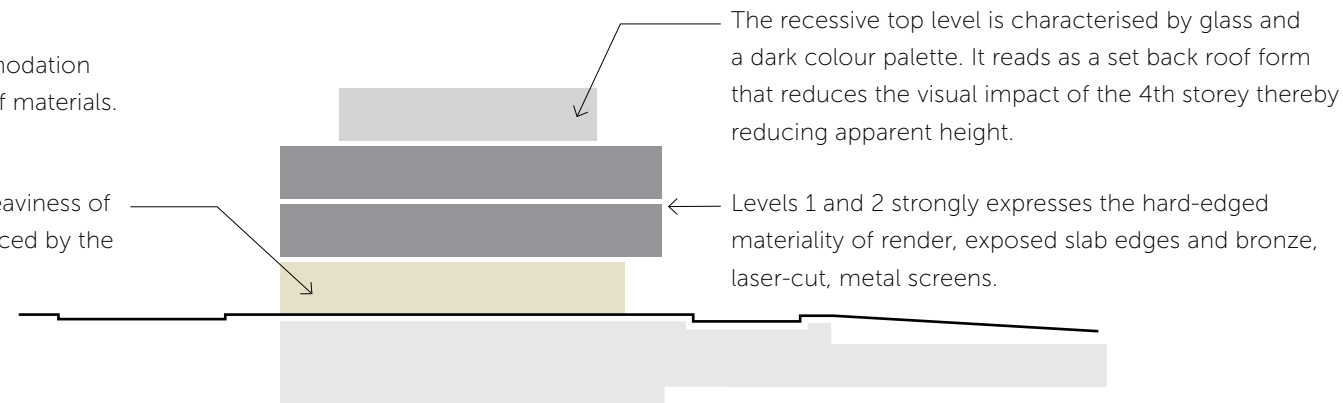 materials.
of
by the
The recessive top level is characterised by glass and
a dark colour palette. It reads as a set back roof form
that reduces the visual impact of the 4th storey thereby
reducing apparent height.
Levels 1 and 2 strongly expresses the hard-edged
materiality of render, exposed slab edges and bronze,
laser-cut, metal screens.